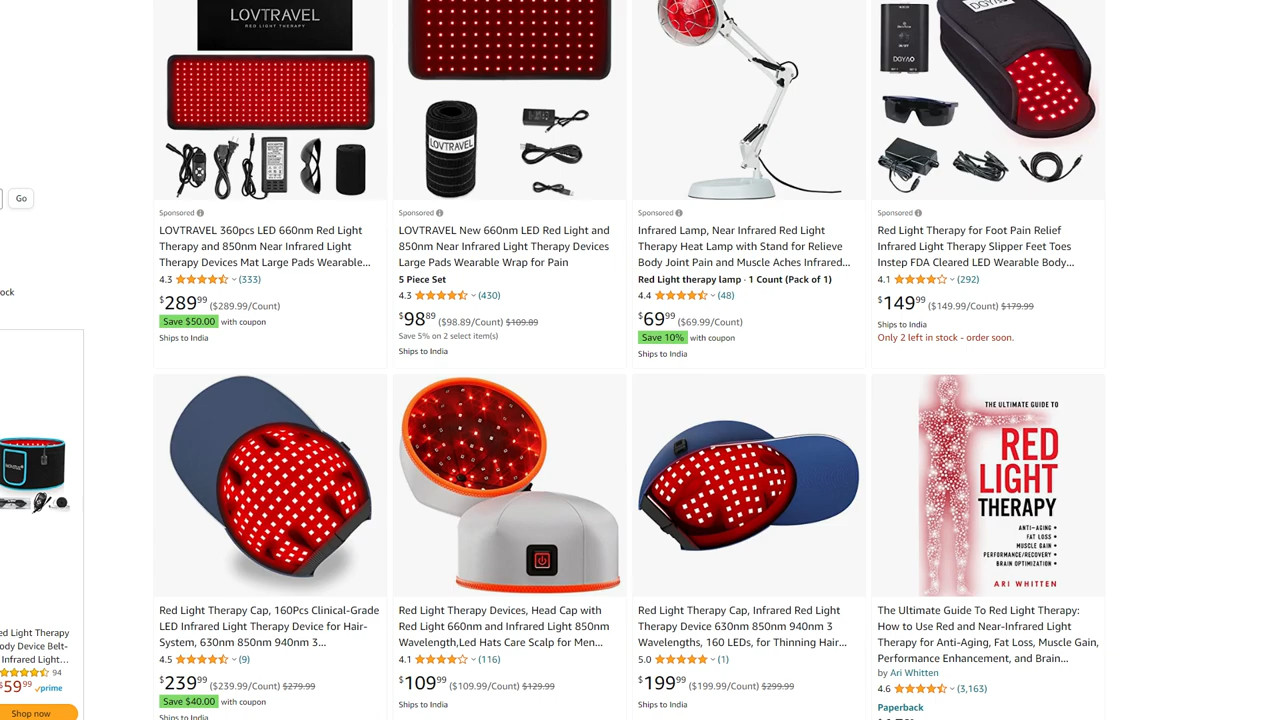 LOVTRAVEL
RED LIGHT THERAPY
LOVTRAVEL
DGYAO
DGYAO
Go
ock
Sponsored
LOVTRAVEL 360pcs LED 660nm Red Light
Therapy and 850nm Near Infrared Light
Therapy Devices Mat Large Pads Wearable...
4.3 (333)
$289.99 ($289.99/Count)
Save $50.00 with coupon
Ships to India
Sponsored
LOVTRAVEL New 660nm LED Red Light and
850nm Near Infrared Light Therapy Devices
Large Pads Wearable Wrap for Pain
5 Piece Set
4.3 (430)
$98.89 ($98.89/Count) $109.89
Save 5% on 2 select item(s)
Ships to India
Sponsored
Infrared Lamp, Near Infrared Red Light
Therapy Heat Lamp with Stand for Relieve
Body Joint Pain and Muscle Aches Infrared...
Red Light therapy lamp · 1 Count (Pack of 1)
4.4 (48)
$69.99 ($69.99/Count)
Save 10% with coupon
Ships to India
Sponsored
Red Light Therapy for Foot Pain Relief
Infrared Light Therapy Slipper Feet Toes
Instep FDA Cleared LED Wearable Body...
4.1 (292)
$149.99 ($149.99/Count) $179.99
Ships to India
Only 2 left in stock - order soon.
THE ULTIMATE GUIDE TO
RED
LIGHT
THERAPY
ANTI-AGING •
FAT LOSS •
MUSCLE GAIN •
PERFORMANCE/RECOVERY •
BRAIN OPTIMIZATION •
ARI WHITTEN
Red Light Therapy Cap, 160Pcs Clinical-Grade
LED Infrared Light Therapy Device for Hair-
System, 630nm 850nm 940nm 3...
4.5 (9)
$239.99 ($239.99/Count) $279.99
Save $40.00 with coupon
Ships to India
Red Light Therapy Devices, Head Cap with
Red Light 660nm and Infrared Light 850nm
Wavelength,Led Hats Care Scalp for Men...
4.1 (116)
$109.99 ($109.99/Count) $129.99
Ships to India
Red Light Therapy Cap, Infrared Red Light
Therapy Device 630nm 850nm 940nm 3
Wavelengths, 160 LEDs, for Thinning Hair...
5.0 (1)
$199.99 ($199.99/Count) $299.99
Ships to India
The Ultimate Guide To Red Light Therapy:
How to Use Red and Near-Infrared Light
Therapy for Anti-Aging, Fat Loss, Muscle Gain,
Performance Enhancement, and Brain...
by Ari Whitten
4.6 (3,163)
Paperback
ed Light Therapy
ody Device Belt-
Infrared Light...
94
$59.99 prime
Shop now